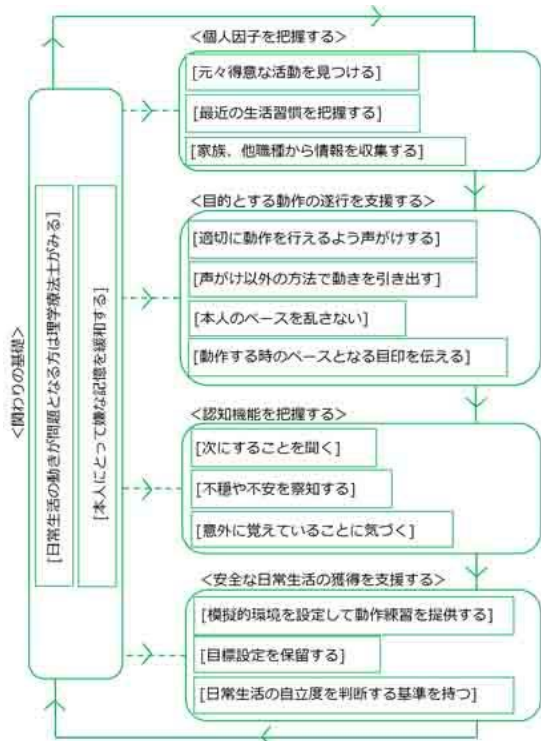 <個人因子を把握する>
[元々得意な活動を見つける]
[最近の生活習慣を把握する]
[家族、他職種から情報を収集する]
<目的とする動作の遂行を支援する>
[適切に動作を行えるよう声がけする]
[声がけ以外の方法で動きを引き出す]
[本人のペースを乱さない]
[動作する時のベースとなる目印を伝える]
<認知機能を把握する>
[次にすることを聞く]
[不穏や不安を察知する]
[意外に覚えていることに気づく]
<安全な日常生活の獲得を支援する>
[模擬的環境を設定して動作練習を提供する]
[目標設定を保留する]
[日常生活の自立度を判断する基準を持つ]
<関わりの基礎>
[日常生活の動きが問題となる方は理学療法士がみる]
[本人にとって嫌な記憶を緩和する]